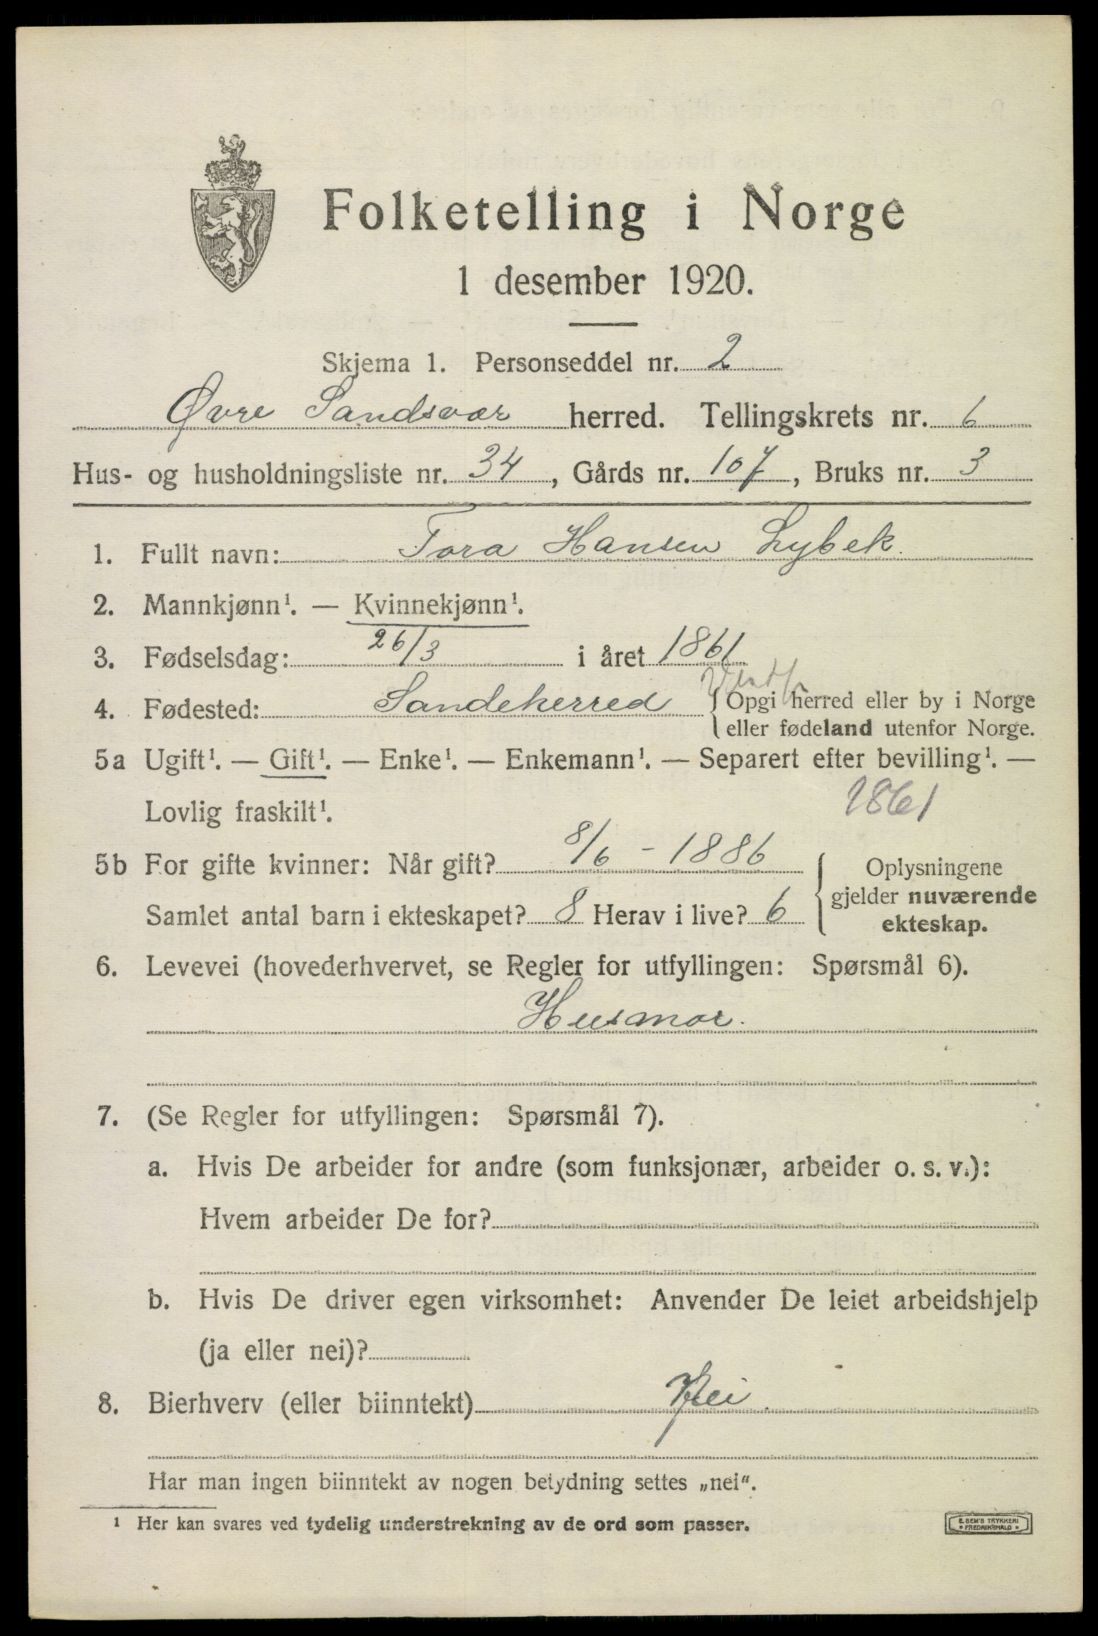 Folketelling i Norge
1 desember 1920.
Skjema 1. Personseddel nr. 2
Øvre Sandsvær herred. Tellingskrets nr. 6
Hus- og husholdningsliste nr. 34, Gårds nr. 107, Bruks nr. 3
1. Fullt navn: Tora Hansen Lybek.
2. Mannkjønn¹. — Kvinnekjønn¹.
3. Fødselsdag: 26/3 i året 1861
4. Fødested: Sandeherred { Opgi herred eller by i Norge
eller fødeland utenfor Norge.
5a Ugift¹. — Gift¹. — Enke¹. — Enkemann¹. — Separert efter bevilling¹. —
Lovlig fraskilt¹. 1861
5b For gifte kvinner: Når gift? 8/6 - 1886
Samlet antal barn i ekteskapet? 8 Herav i live? 6
Oplysningene
gjelder nuværende
ekteskap.
6. Levevei (hovederhvervet, se Regler for utfyllingen: Spørsmål 6).
Husmor.
7. (Se Regler for utfyllingen: Spørsmål 7).
a. Hvis De arbeider for andre (som funksjonær, arbeider o. s. v.):
Hvem arbeider De for?
b. Hvis De driver egen virksomhet: Anvender De leiet arbeidshjelp
(ja eller nei)?
8. Bierhverv (eller biinntekt) Nei.
Har man ingen biinntekt av nogen betydning settes „nei".
¹ Her kan svares ved tydelig understrekning av de ord som passer.
E. SEM'S TRYKKERI
FREDRIKSHALD